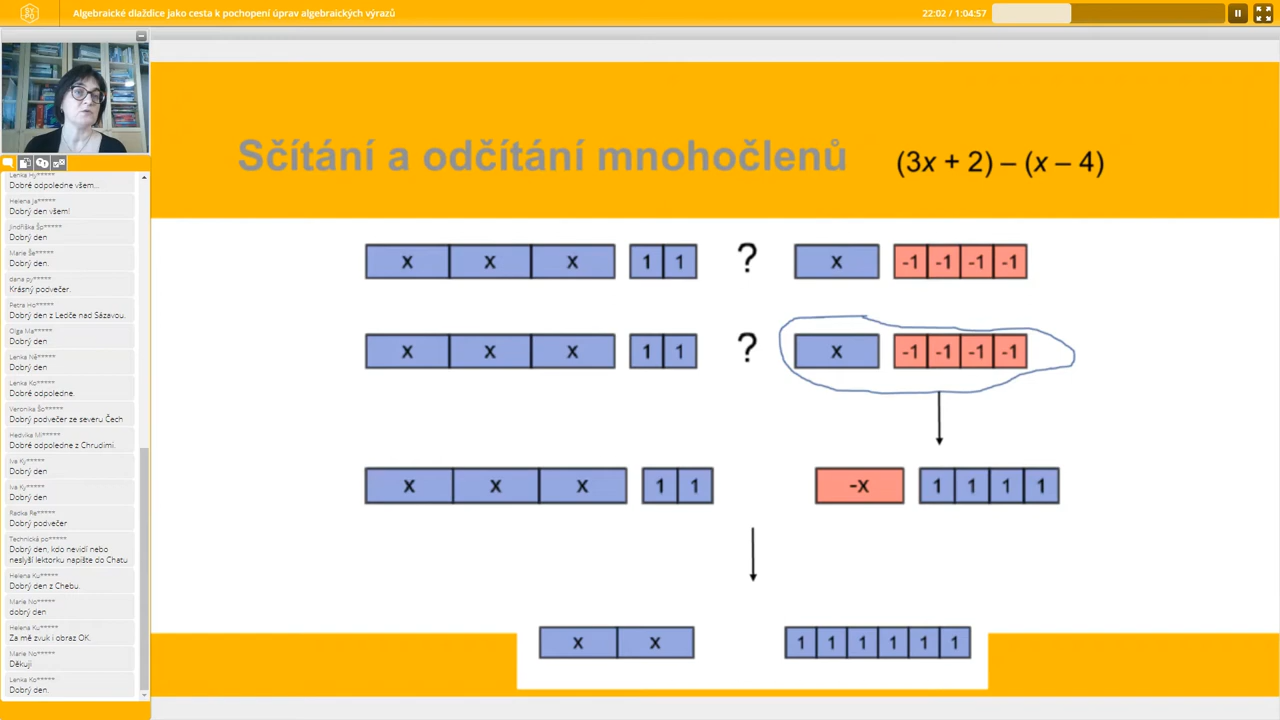 SYPO
Algebraické dlaždice jako cesta k pochopení úprav algebraických výrazů
22:02 / 1:04:57
Lenka Hy*****
Dobré odpoledne všem...
Helena Ja*****
Dobrý den všem!
Jindřiška Šo*****
Dobrý den
Marie Še*****
Dobrý den.
dana py*****
Krásný podvečer.
Petra Ho*****
Dobrý den z Ledče nad Sázavou.
Olga Ma*****
Dobrý den
Lenka Ná*****
Dobrý den
Lenka Ko*****
Dobré odpoledne.
Veronika Šo*****
Dobrý podvečer ze severu Čech
Hedvika Mi*****
Dobré odpoledne z Chrudimi.
Iva Ky*****
Dobrý den
Iva Ky*****
Dobrý den
Radka Re*****
Dobrý podvečer
Technická po*****
Dobrý den, kdo nevidí nebo
neslyší lektorku napište do Chatu
Helena Ku*****
Dobrý den z Chebu.
Marie No*****
dobrý den
Helena Ku*****
Za mě zvuk i obraz OK.
Marie No*****
Děkuji
Lenka Ko*****
Dobrý den.
Sčítání a odčítání mnohočlenů (3x + 2) – (x – 4)
x x x 1 1 ? x -1 -1 -1 -1
x x x 1 1 ? x -1 -1 -1 -1
x x x 1 1 -x 1 1 1 1
x x 1 1 1 1 1 1